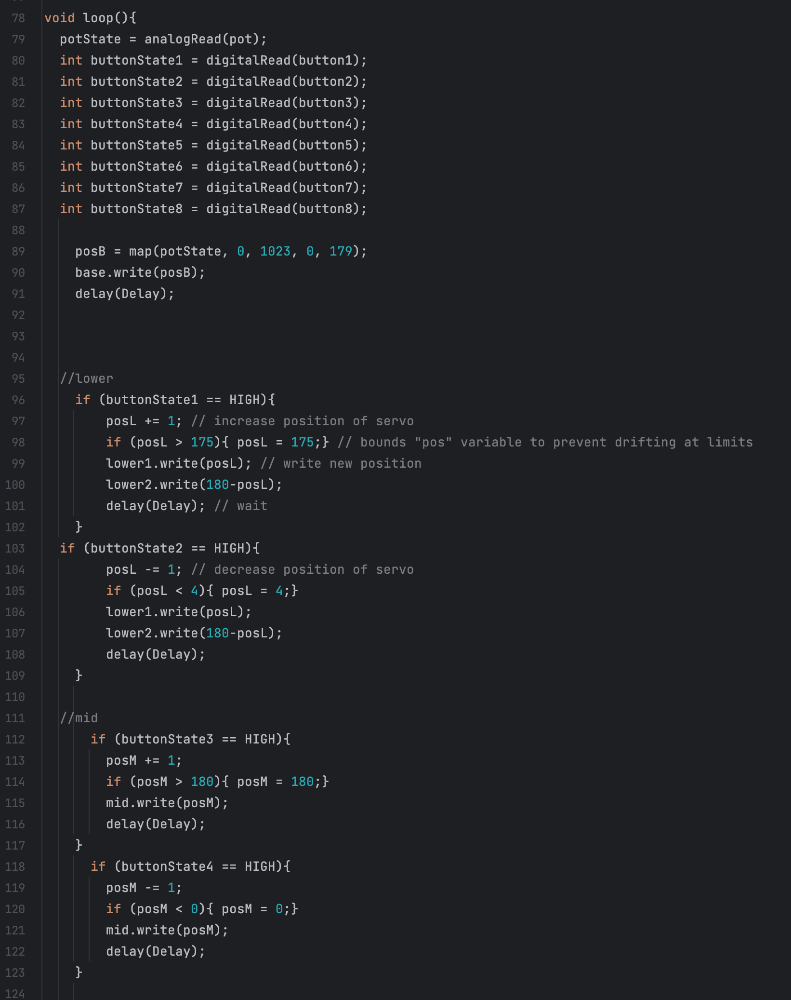 78 void loop(){
79 potState = analogRead(pot);
80 int buttonState1 = digitalRead(button1);
81 int buttonState2 = digitalRead(button2);
82 int buttonState3 = digitalRead(button3);
83 int buttonState4 = digitalRead(button4);
84 int buttonState5 = digitalRead(button5);
85 int buttonState6 = digitalRead(button6);
86 int buttonState7 = digitalRead(button7);
87 int buttonState8 = digitalRead(button8);
88
89 posB = map(potState, 0, 1023, 0, 179);
90 base.write(posB);
91 delay(Delay);
92
93
94
95 //lower
96 if (buttonState1 == HIGH){
97 posL += 1; // increase position of servo
98 if (posL > 175){ posL = 175;} // bounds "pos" variable to prevent drifting at limits
99 lower1.write(posL); // write new position
100 lower2.write(180-posL);
101 delay(Delay); // wait
102 }
103 if (buttonState2 == HIGH){
104 posL -= 1; // decrease position of servo
105 if (posL < 4){ posL = 4;}
106 lower1.write(posL);
107 lower2.write(180-posL);
108 delay(Delay);
109 }
110
111 //mid
112 if (buttonState3 == HIGH){
113 posM += 1;
114 if (posM > 180){ posM = 180;}
115 mid.write(posM);
116 delay(Delay);
117 }
118 if (buttonState4 == HIGH){
119 posM -= 1;
120 if (posM < 0){ posM = 0;}
121 mid.write(posM);
122 delay(Delay);
123 }
124